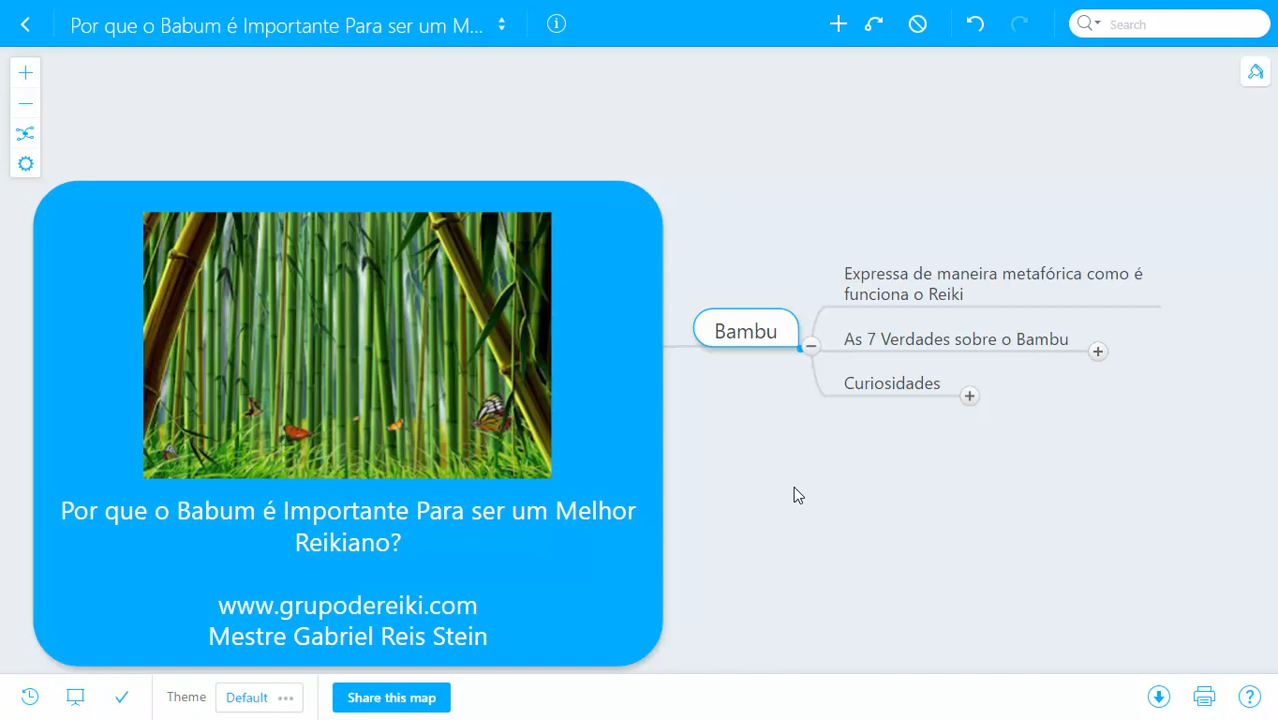 Por que o Babum é Importante Para ser um M...
Search
Expressa de maneira metafórica como é
funciona o Reiki
Bambu
As 7 Verdades sobre o Bambu
Curiosidades
Por que o Babum é Importante Para ser um Melhor
Reikiano?
www.grupodereiki.com
Mestre Gabriel Reis Stein
Theme
Default
Share this map